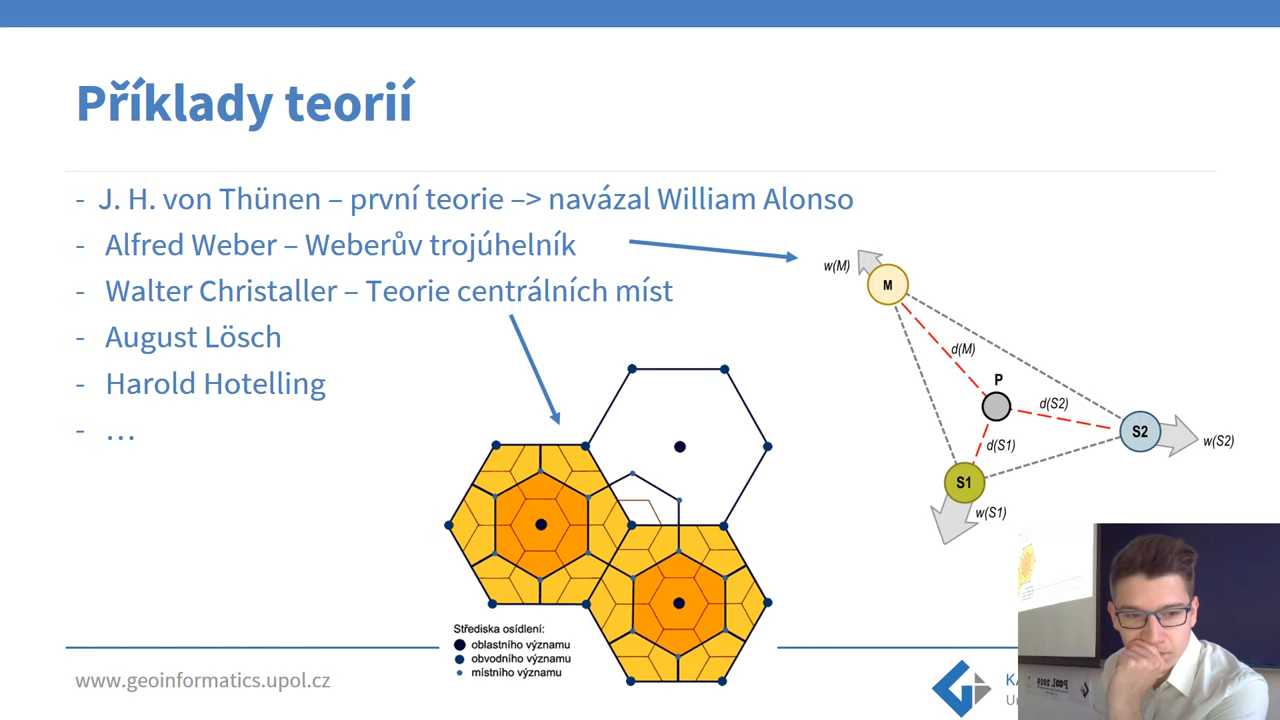 Příklady teorií
- J. H. von Thünen – první teorie –> navázal William Alonso
- Alfred Weber – Weberův trojúhelník
- Walter Christaller – Teorie centrálních míst
- August Lösch
- Harold Hotelling
- …
w(M)
M
d(M)
P
d(S2)
S2
w(S2)
d(S1)
S1
w(S1)
Střediska osídlení:
oblastního významu
obvodního významu
místního významu
www.geoinformatics.upol.cz